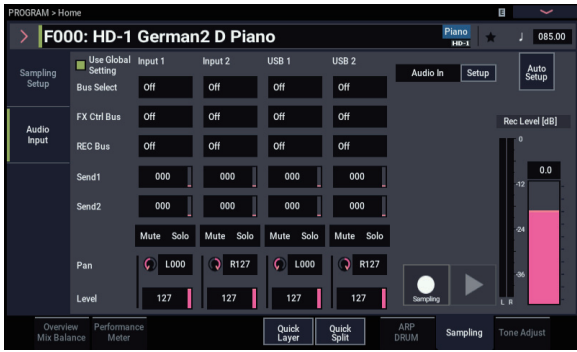 PROGRAM > Home
E
F000: HD-1 German2 D Piano
Piano
HD-1
♩ 085.00
Sampling Setup
Audio Input
Use Global Setting
Input 1 Input 2 USB 1 USB 2
Audio In Setup
Auto Setup
Bus Select Off Off Off Off
FX Ctrl Bus Off Off Off Off
REC Bus Off Off Off Off
Rec Level [dB]
Send1 000 000 000 000
Send2 000 000 000 000
Mute Solo Mute Solo Mute Solo Mute Solo
Pan L000 R127 L000 R127
Level 127 127 127 127
Sampling
0
-12
-24
-36
L R
0.0
Overview Mix Balance
Performance Meter
Quick Layer
Quick Split
ARP DRUM
Sampling
Tone Adjust